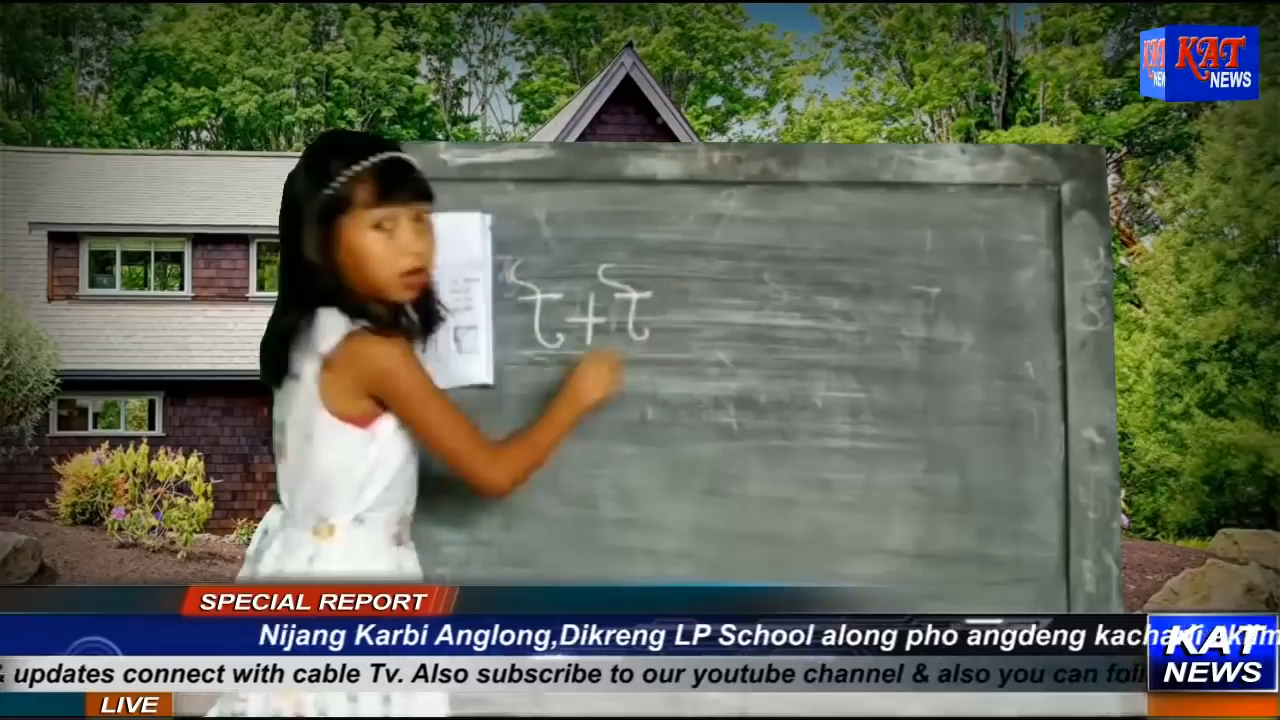 KAT
NEWS
ট+ট
SPECIAL REPORT
Nijang Karbi Anglong,Dikreng LP School along pho angdeng
KAT
& updates connect with cable Tv. Also subscribe to our youtube channel & also you can
NEWS
LIVE